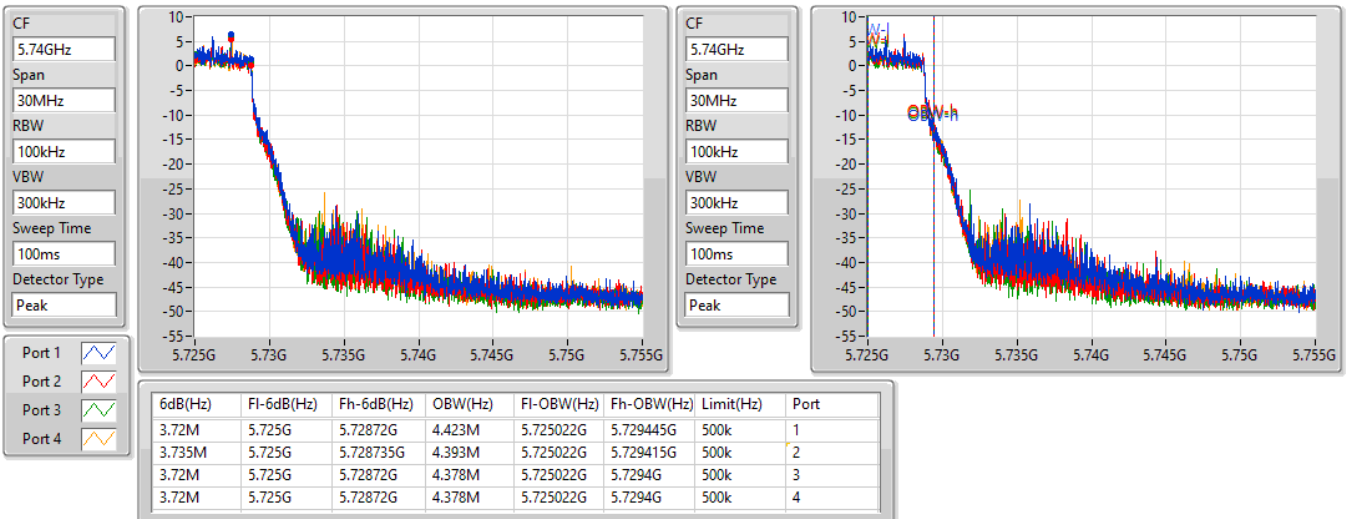 CF
5.74GHz
Span
30MHz
RBW
100kHz
VBW
300kHz
Sweep Time
100ms
Detector Type
Peak
10
5
0
-5
-10
-15
-20
-25
-30
-35
-40
-45
-50
-55
5.725G 5.73G 5.735G 5.74G 5.745G 5.75G 5.755G
CF
5.74GHz
Span
30MHz
RBW
100kHz
VBW
300kHz
Sweep Time
100ms
Detector Type
Peak
10
5
0
-5
-10
-15
-20
-25
-30
-35
-40
-45
-50
-55
OBW-h
5.725G 5.73G 5.735G 5.74G 5.745G 5.75G 5.755G
Port 1
Port 2
Port 3
Port 4
6dB(Hz) Fl-6dB(Hz) Fh-6dB(Hz) OBW(Hz) Fl-OBW(Hz) Fh-OBW(Hz) Limit(Hz) Port
3.72M 5.725G 5.72872G 4.423M 5.725022G 5.729445G 500k 1
3.735M 5.725G 5.728735G 4.393M 5.725022G 5.729415G 500k 2
3.72M 5.725G 5.72872G 4.378M 5.725022G 5.7294G 500k 3
3.72M 5.725G 5.72872G 4.378M 5.725022G 5.7294G 500k 4